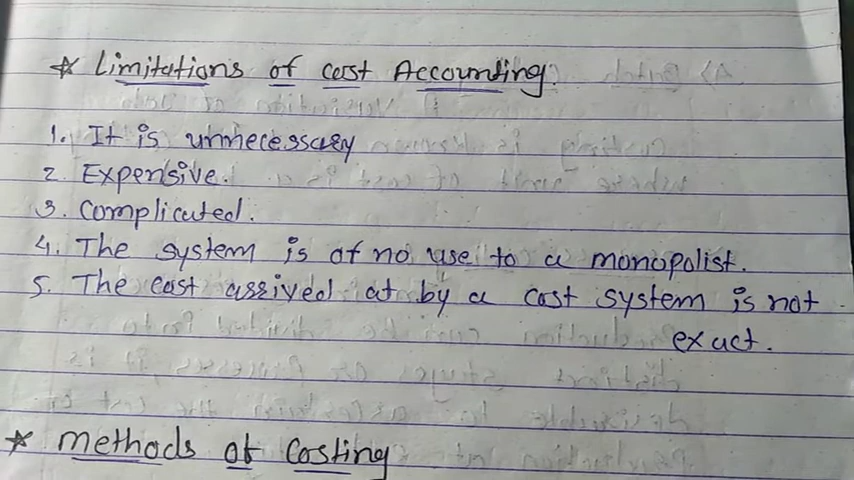 * Limitations of cost Accounting.
1. It is unnecessary
2. Expensive.
3. Complicated.
4. The system is of no use to a monopolist.
5. The cost arrived at by a cost system is not
exact.
* Methods of Costing